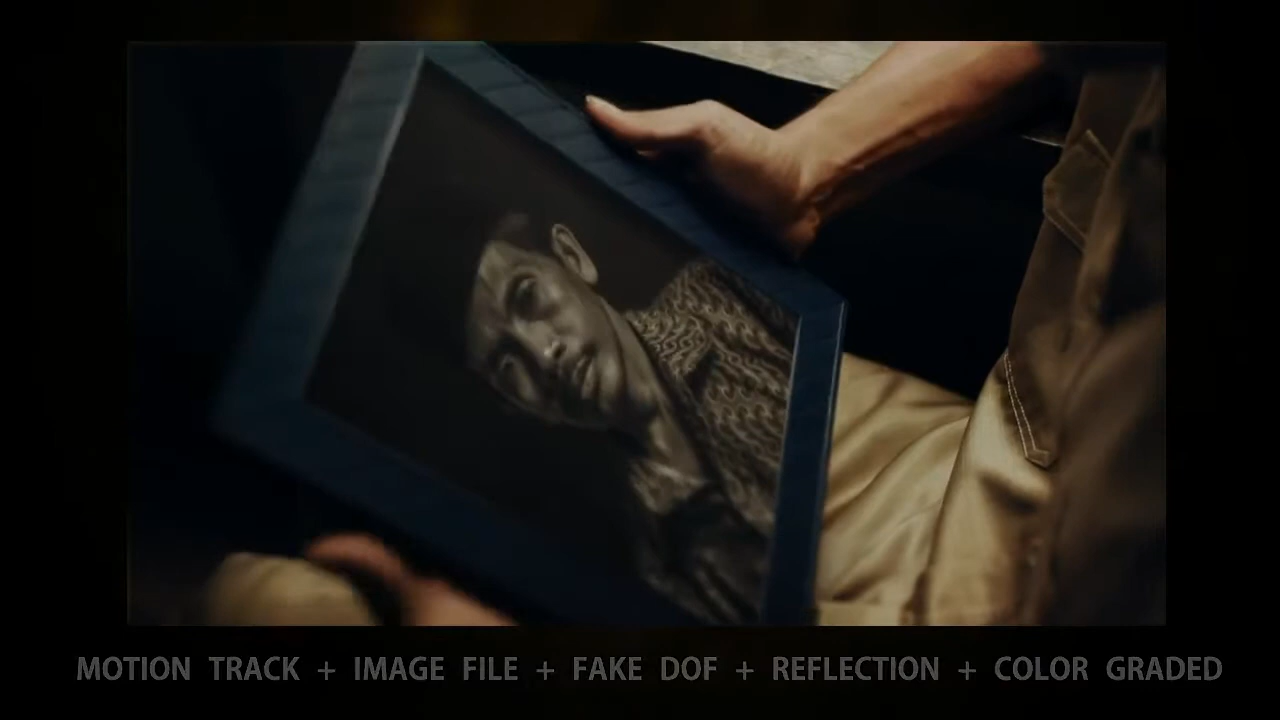 MOTION TRACK + IMAGE FILE + FAKE DOF + REFLECTION + COLOR GRADED